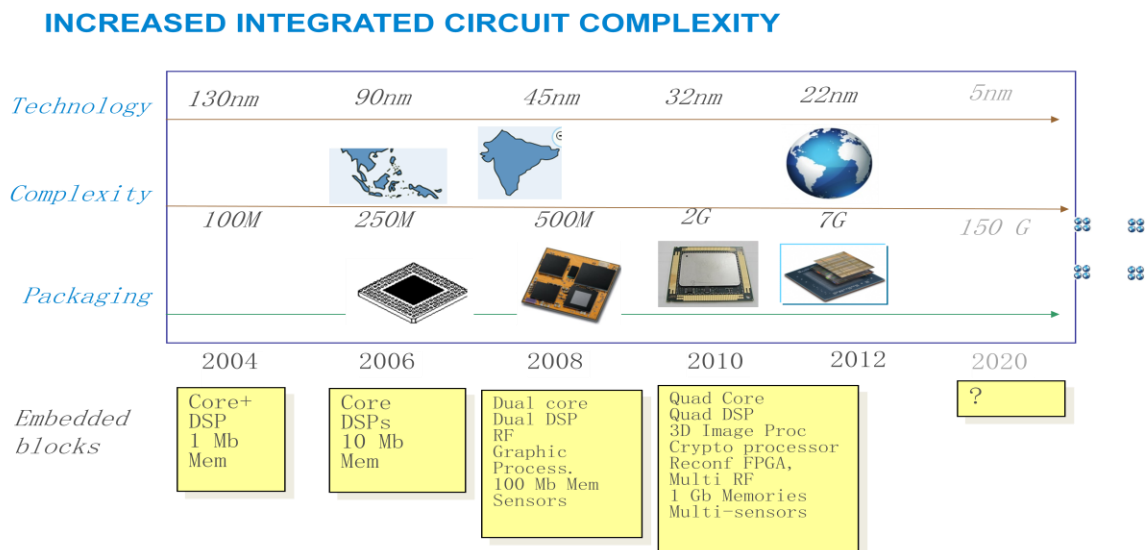 INCREASED INTEGRATED CIRCUIT COMPLEXITY
Technology 130nm 90nm 45nm 32nm 22nm 5nm
Complexity
100M 250M 500M 2G 7G 150 G
Packaging
2004 2006 2008 2010 2012 2020
Embedded
blocks
Core+
DSP
1 Mb
Mem
Core
DSPs
10 Mb
Mem
Dual core
Dual DSP
RF
Graphic
Process.
100 Mb Mem
Sensors
Quad Core
Quad DSP
3D Image Proc
Crypto processor
Reconf FPGA,
Multi RF
1 Gb Memories
Multi-sensors
?